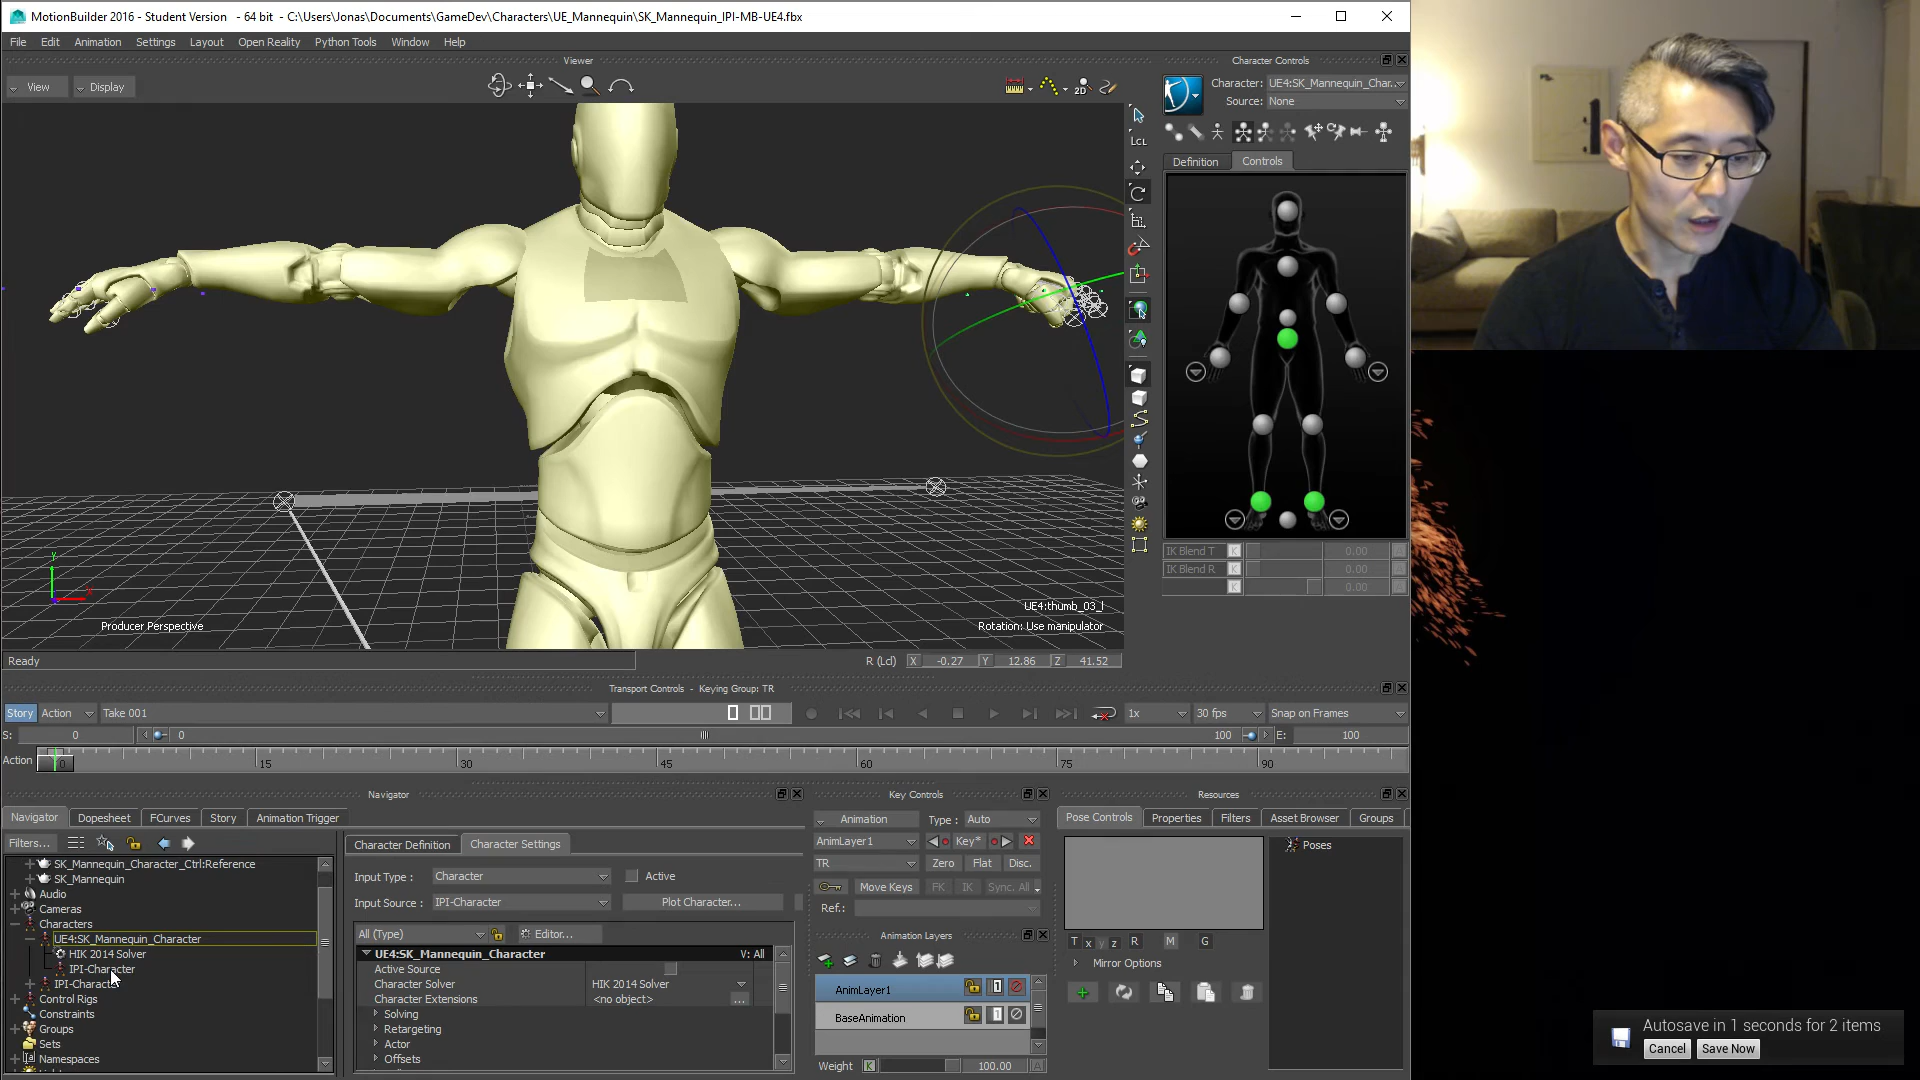 MotionBuilder 2016 - Student Version - 64 bit - C:\Users\Jonas\Documents\GameDev\Characters\UE_Mannequin\SK_Mannequin_IPI-MB-UE4.fbx
File Edit Animation Settings Layout Open Reality Python Tools Window Help
Viewer
View Display
2D
LCL
Producer Perspective
UE4:thumb_03_l
Rotation: Use manipulator
Ready
R (Lcl) X -0.27 Y 12.86 Z 41.52
Character Controls
Character: UE4:SK_Mannequin_Char...
Source: None
Definition Controls
IK Blend T K 0.00 A
IK Blend R K 0.00 A
K 0.00 A
Transport Controls - Keying Group: TR
Story Action Take 001 1x 30 fps Snap on Frames
S: 0 0 100 E: 100
Action 0 15 30 45 60 75 90
Navigator
Navigator Dopesheet FCurves Story Animation Trigger
Filters...
SK_Mannequin_Character_Ctrl:Reference
SK_Mannequin
Audio
Cameras
Characters
UE4:SK_Mannequin_Character
HIK 2014 Solver
IPI-Character
IPI-Character
Control Rigs
Constraints
Groups
Sets
Namespaces
Character Definition Character Settings
Input Type : Character Active
Input Source : IPI-Character Plot Character...
All (Type) Editor...
UE4:SK_Mannequin_Character V: All
Active Source
Character Solver HIK 2014 Solver
Character Extensions <no object> ...
Solving
Retargeting
Actor
Offsets
Key Controls
Animation Type : Auto
AnimLayer1 Key*
TR Zero Flat Disc.
Move Keys FK IK Sync. All
Ref.:
Animation Layers
AnimLayer1 1
BaseAnimation 1
Weight K 100.00 A
Resources
Pose Controls Properties Filters Asset Browser Groups
Poses
T x y z R M G
Mirror Options
Autosave in 1 seconds for 2 items
Cancel Save Now